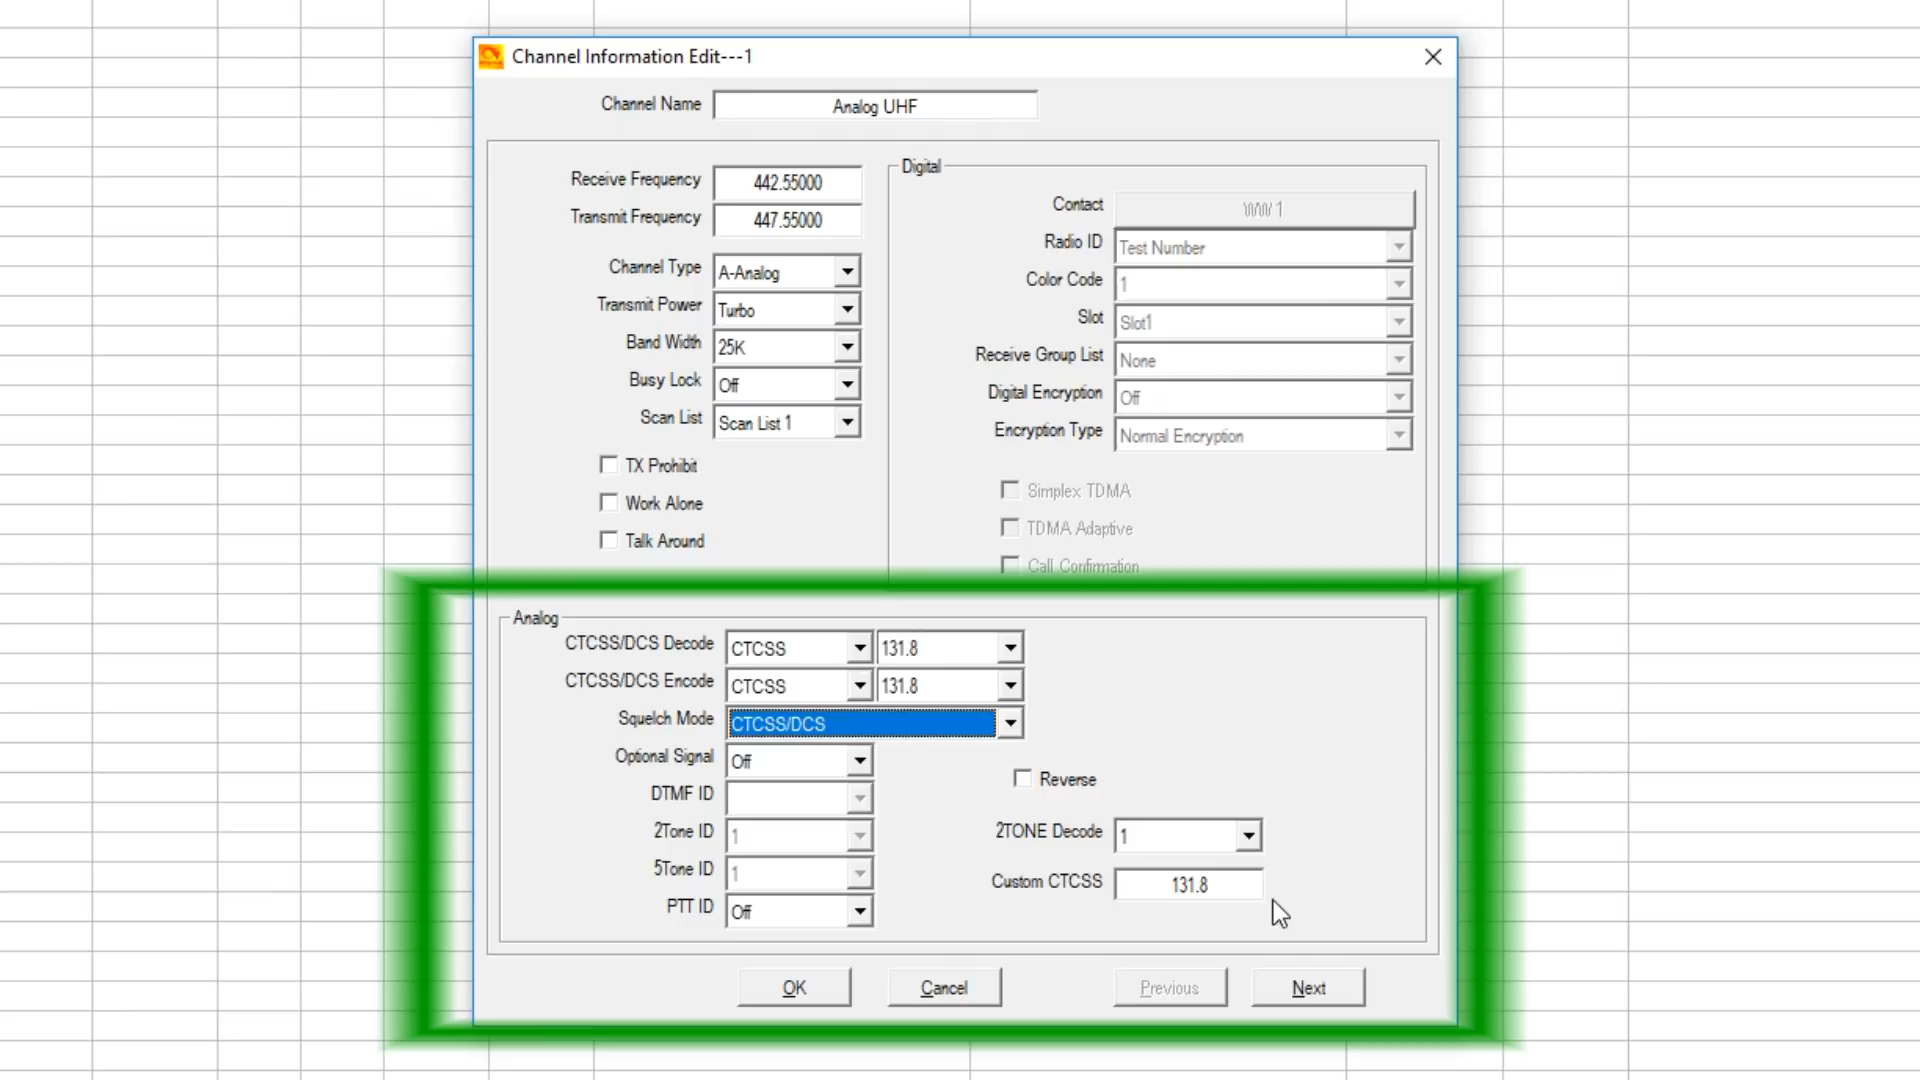 Channel Information Edit---1
Channel Name Analog UHF
Receive Frequency 442.55000
Transmit Frequency 447.55000
Channel Type A-Analog
Transmit Power Turbo
Band Width 25K
Busy Lock Off
Scan List Scan List 1
TX Prohibit
Work Alone
Talk Around
Digital
Contact WW 1
Radio ID Test Number
Color Code 1
Slot Slot1
Receive Group List None
Digital Encryption Off
Encryption Type Normal Encryption
Simplex TDMA
TDMA Adaptive
Call Confirmation
Analog
CTCSS/DCS Decode CTCSS 131.8
CTCSS/DCS Encode CTCSS 131.8
Squelch Mode CTCSS/DCS
Optional Signal Off
DTMF ID
2Tone ID 1
5Tone ID 1
PTT ID Off
Reverse
2TONE Decode 1
Custom CTCSS 131.8
OK Cancel Previous Next